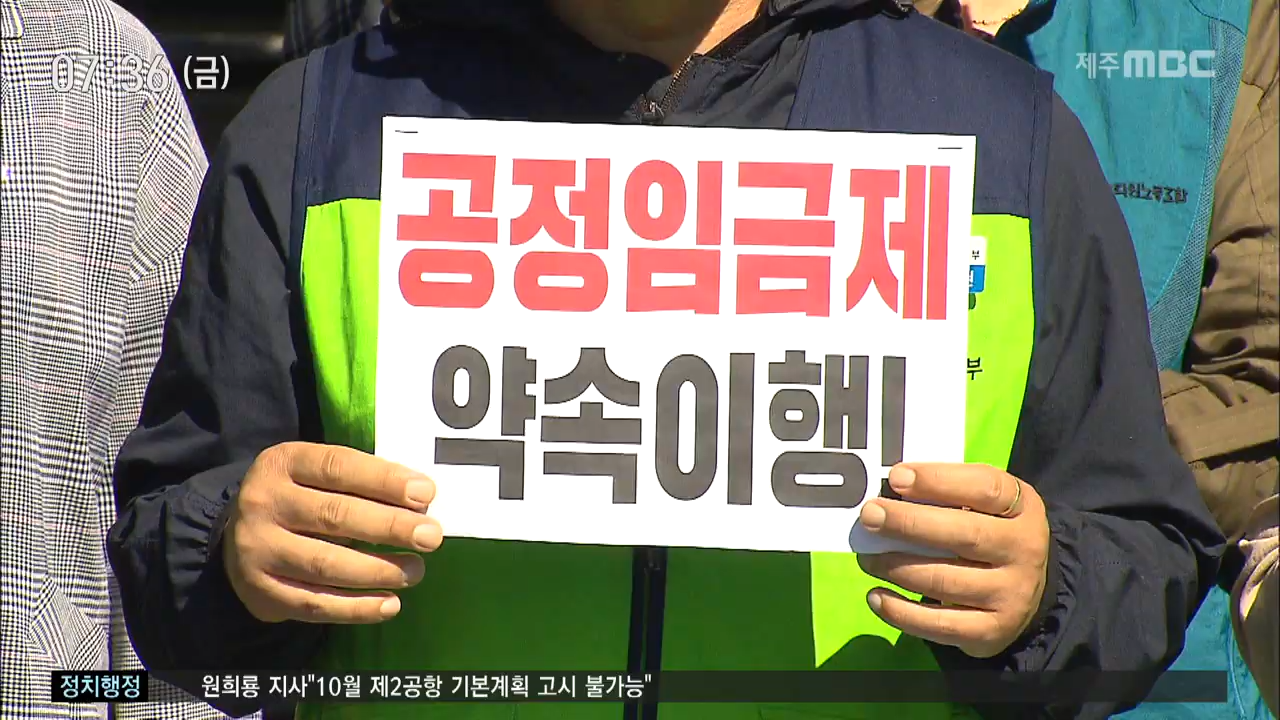 07:36 (금)
제주MBC
공정임금제
약속이행!
부
부
정치행정
원희룡 지사"10월 제2공항 기본계획 고시 불가능"